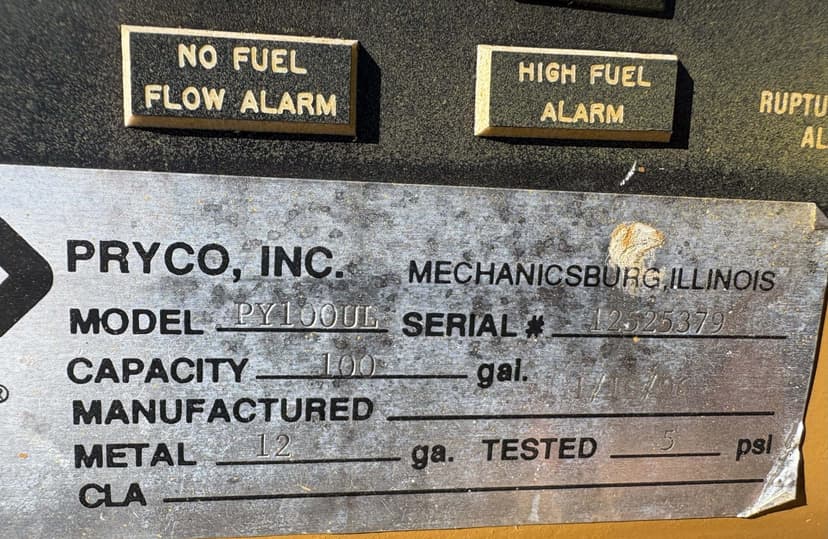 NO FUEL
FLOW ALARM
HIGH FUEL
ALARM
RUPTU
AL
PRYCO, INC. MECHANICSBURG, ILLINOIS
MODEL PY100UL SERIAL # 12525379
CAPACITY 100 gal.
MANUFACTURED
METAL 12 ga. TESTED 5 psi
CLA
®